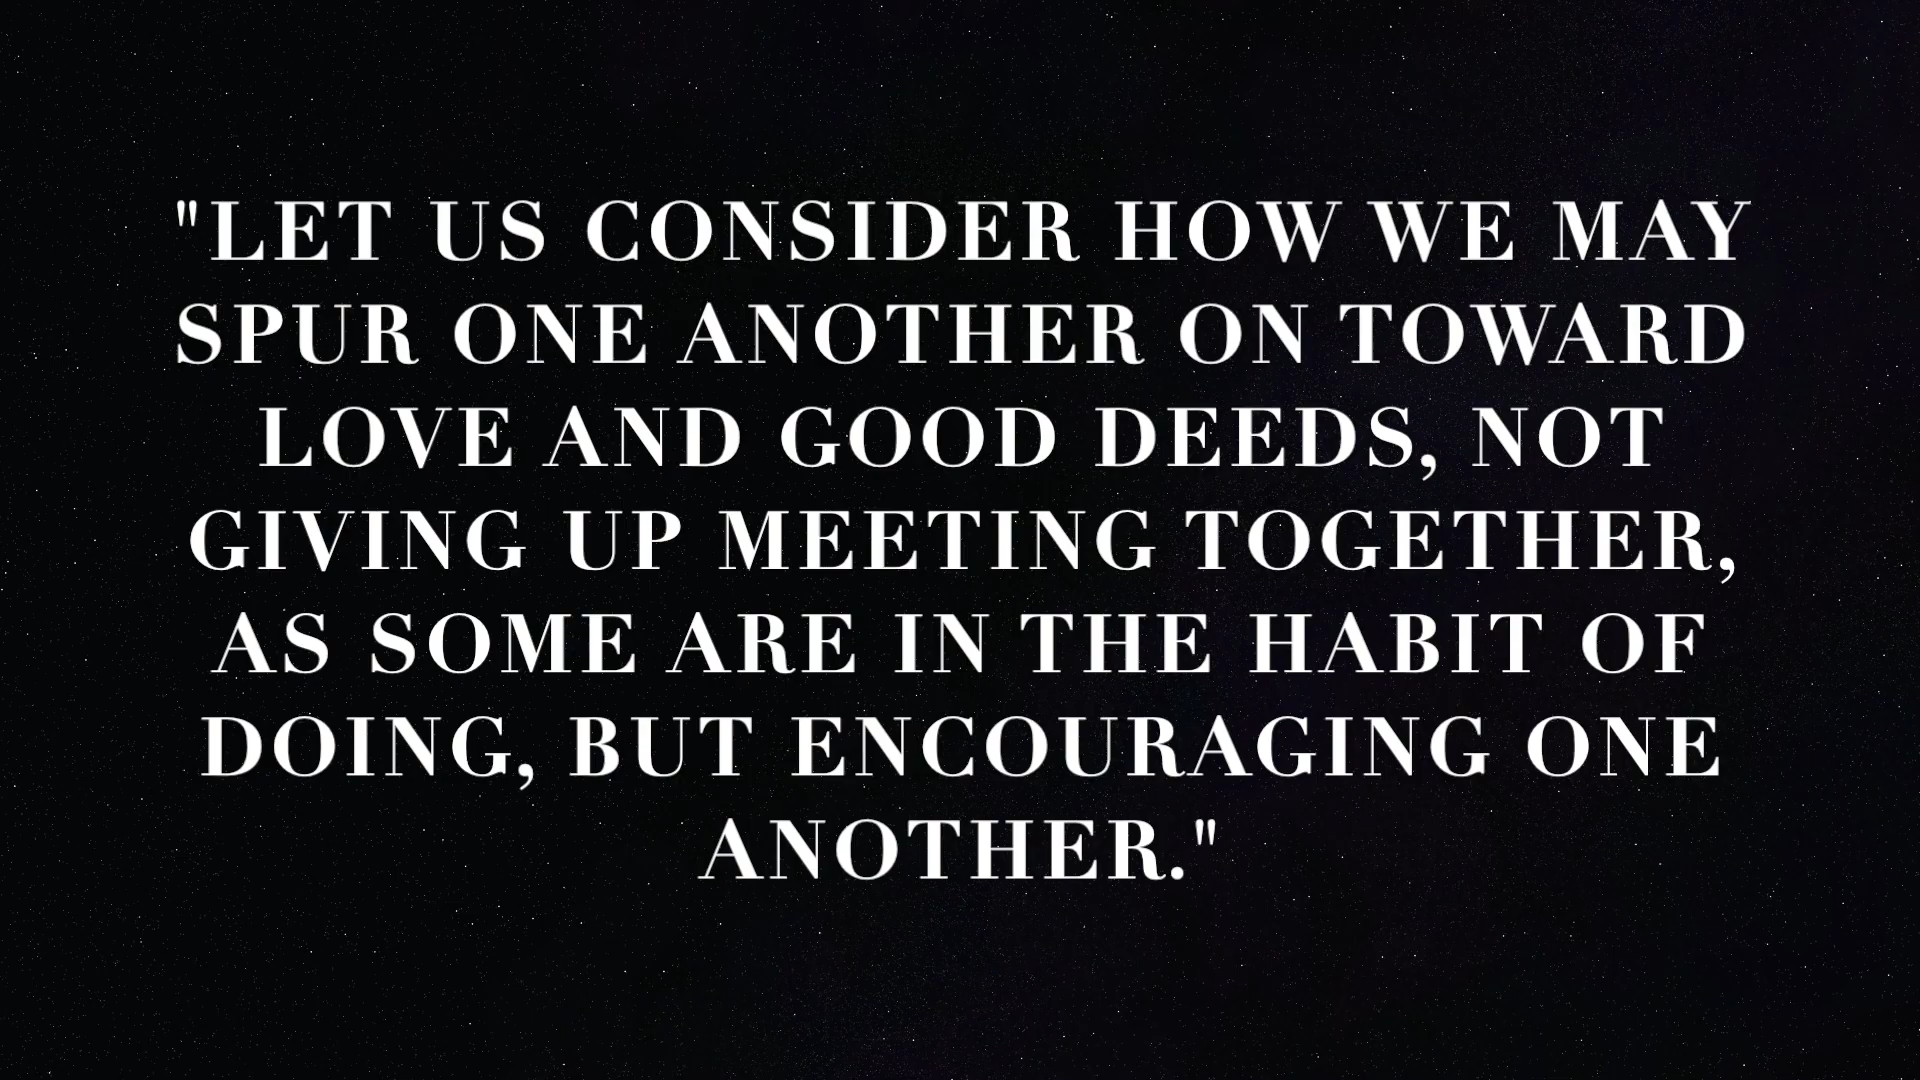 "LET US CONSIDER HOW WE MAY
SPUR ONE ANOTHER ON TOWARD
LOVE AND GOOD DEEDS, NOT
GIVING UP MEETING TOGETHER,
AS SOME ARE IN THE HABIT OF
DOING, BUT ENCOURAGING ONE
ANOTHER."